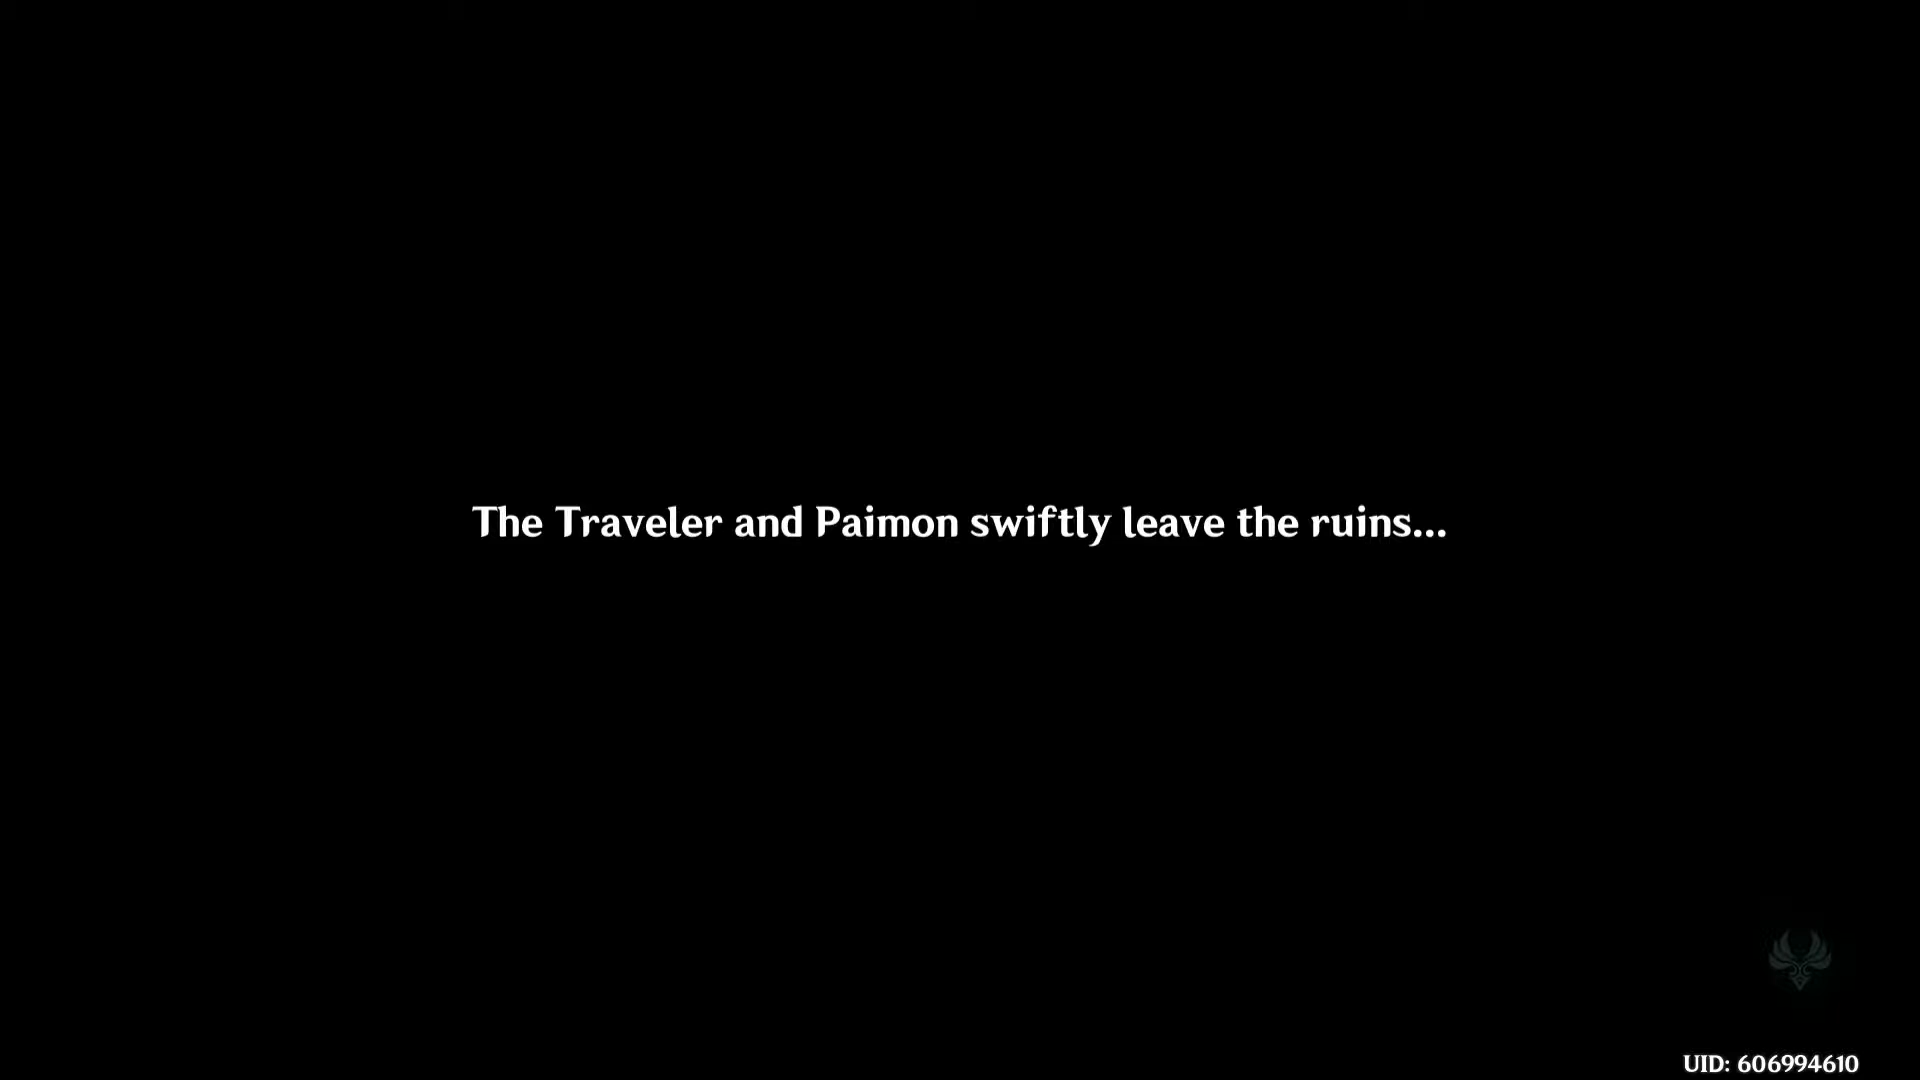 The Traveler and Paimon swiftly leave the ruins...
UID: 606994610